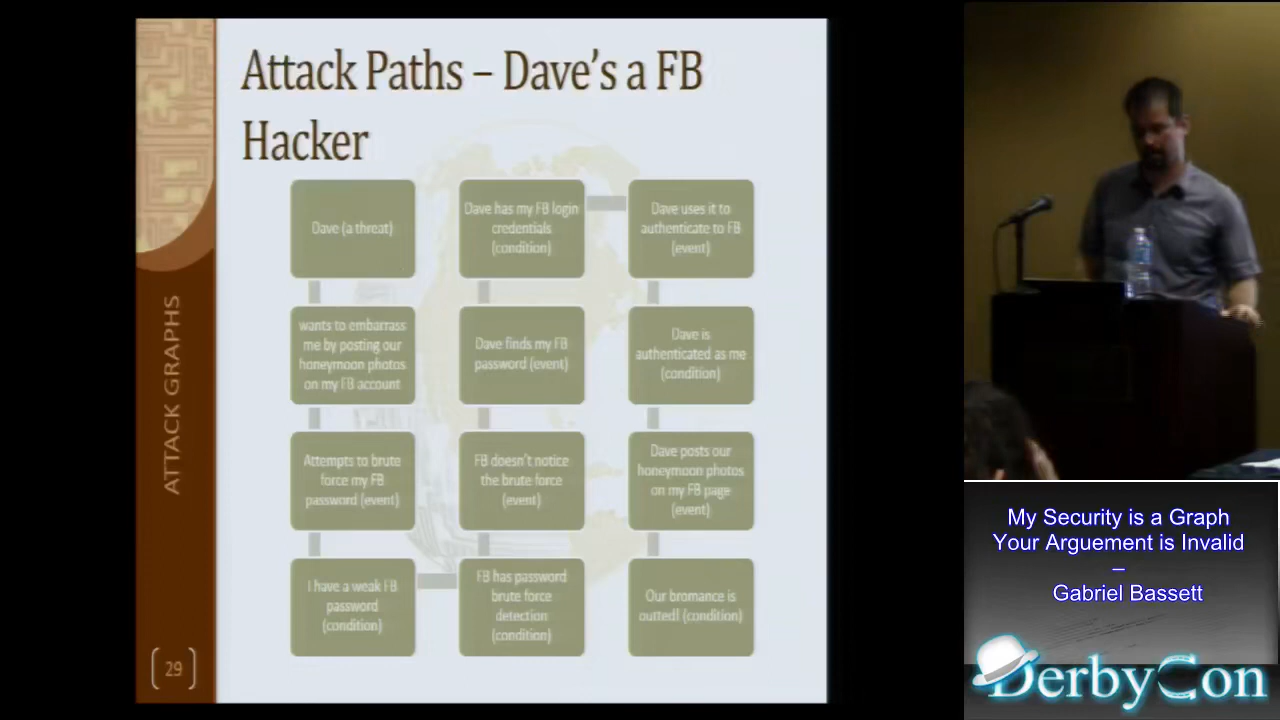 Attack Paths – Dave's a FB
Hacker
Dave (a threat)
wants to embarrass
me by posting our
honeymoon photos
on my FB account
Attempts to brute
force my FB
password (event)
I have a weak FB
password
(condition)
Dave has my FB login
credentials
(condition)
Dave finds my FB
password (event)
FB doesn't notice
the brute force
(event)
FB has password
brute force
detection
(condition)
Dave uses it to
authenticate to FB
(event)
Dave is
authenticated as me
(condition)
Dave posts our
honeymoon photos
on my FB page
(event)
Our bromance is
outted! (condition)
ATTACK GRAPHS
29
My Security is a Graph
Your Arguement is Invalid
–
Gabriel Bassett
DerbyCon